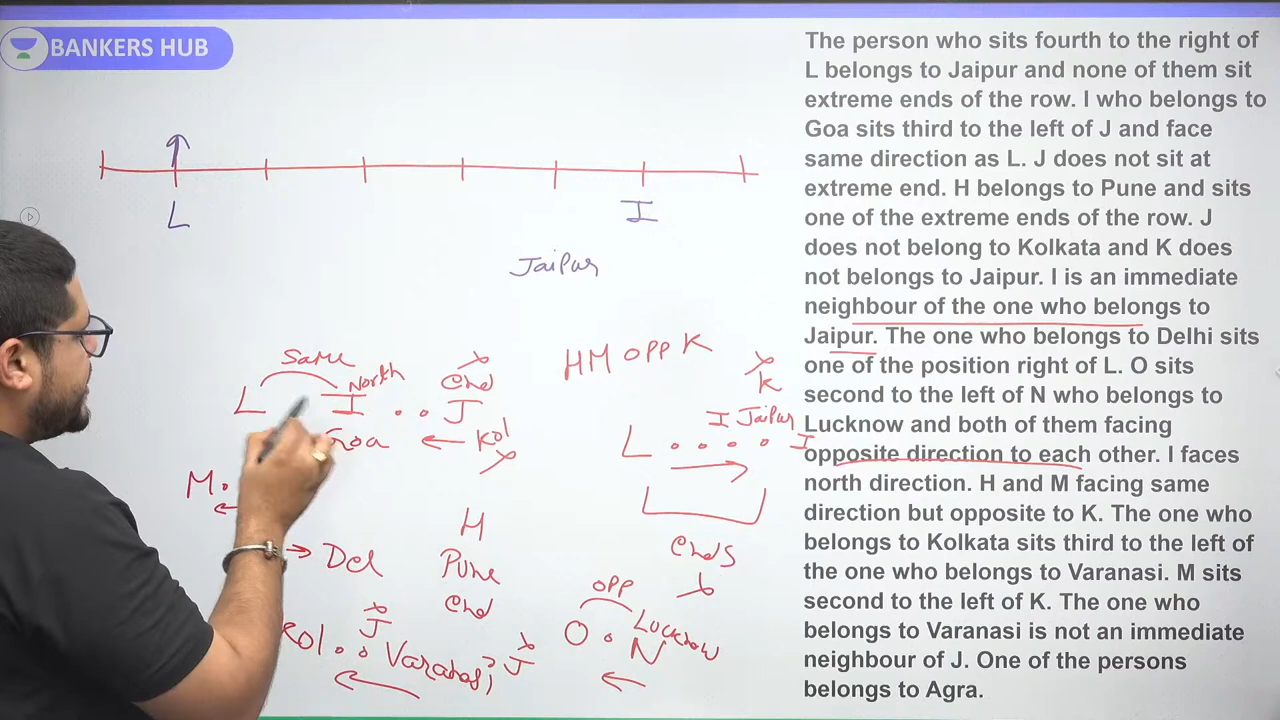 BANKERS HUB
The person who sits fourth to the right of
L belongs to Jaipur and none of them sit
extreme ends of the row. I who belongs to
Goa sits third to the left of J and face
same direction as L. J does not sit at
extreme end. H belongs to Pune and sits
one of the extreme ends of the row. J
does not belong to Kolkata and K does
not belongs to Jaipur. I is an immediate
neighbour of the one who belongs to
Jaipur. The one who belongs to Delhi sits
one of the position right of L. O sits
second to the left of N who belongs to
Lucknow and both of them facing
opposite direction to each other. I faces
north direction. H and M facing same
direction but opposite to K. The one who
belongs to Kolkata sits third to the left of
the one who belongs to Varanasi. M sits
second to the left of K. The one who
belongs to Varanasi is not an immediate
neighbour of J. One of the persons
belongs to Agra.
L I
Jaipur
HM OPP K
Same North End
L I . . J
Goa Kol
K
I Jaipur I
L . . . .
EndS
M.
H
Del Pune
End
J
Kol . . Varanasi J
OPP
O . N Lucknow